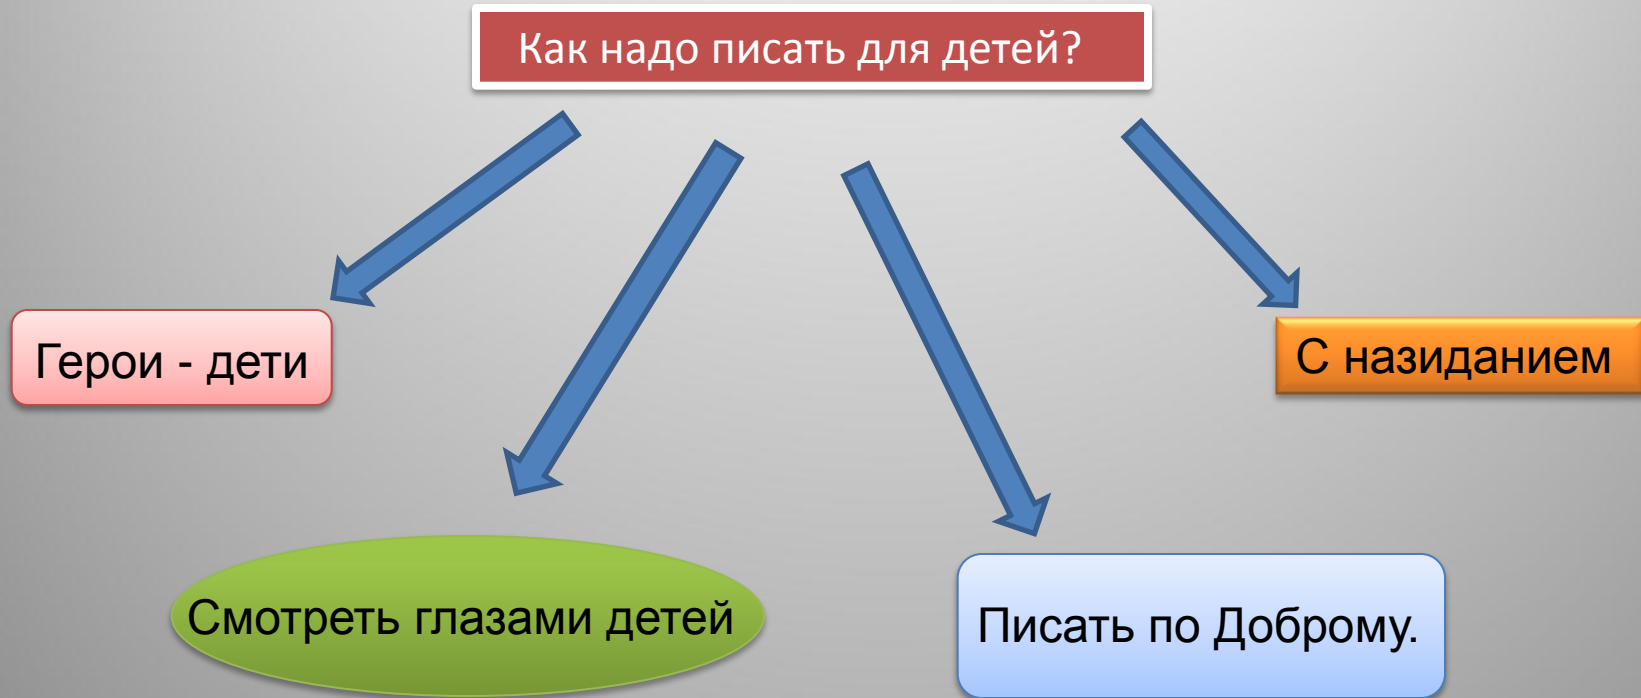 Как надо писать для детей?
Герои - дети
С назиданием
Смотреть глазами детей
Писать по Доброму.